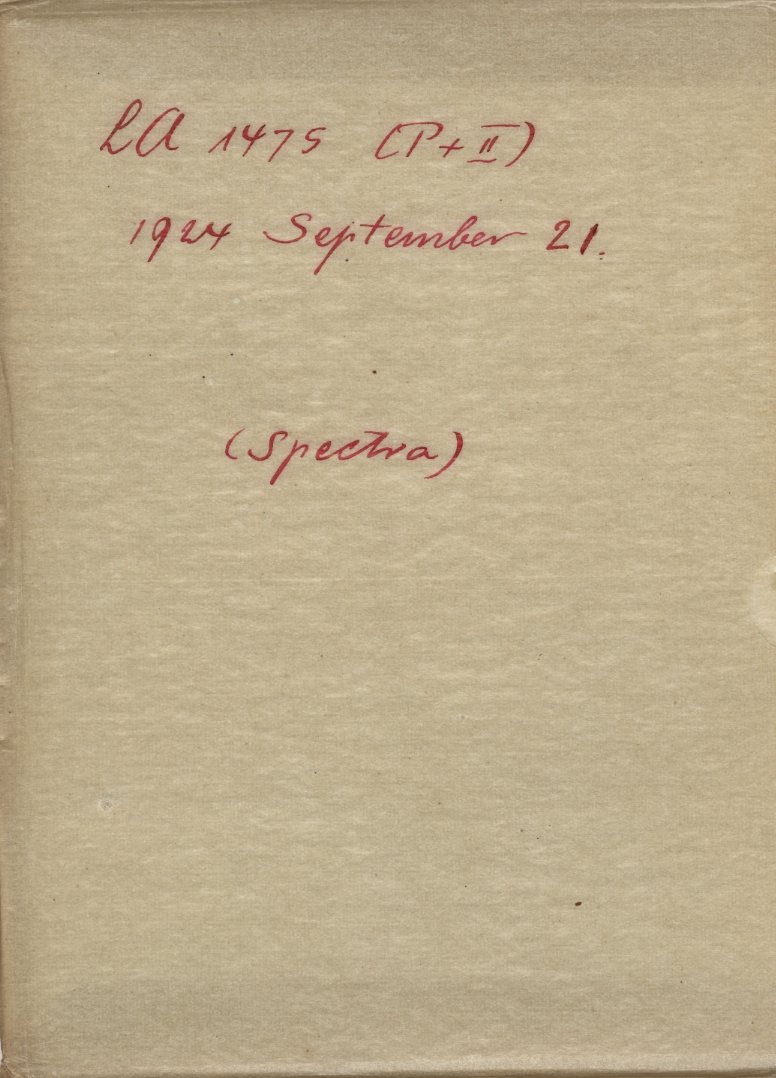 LA 1475 (P+II)
1924 September 21.
(Spectra)